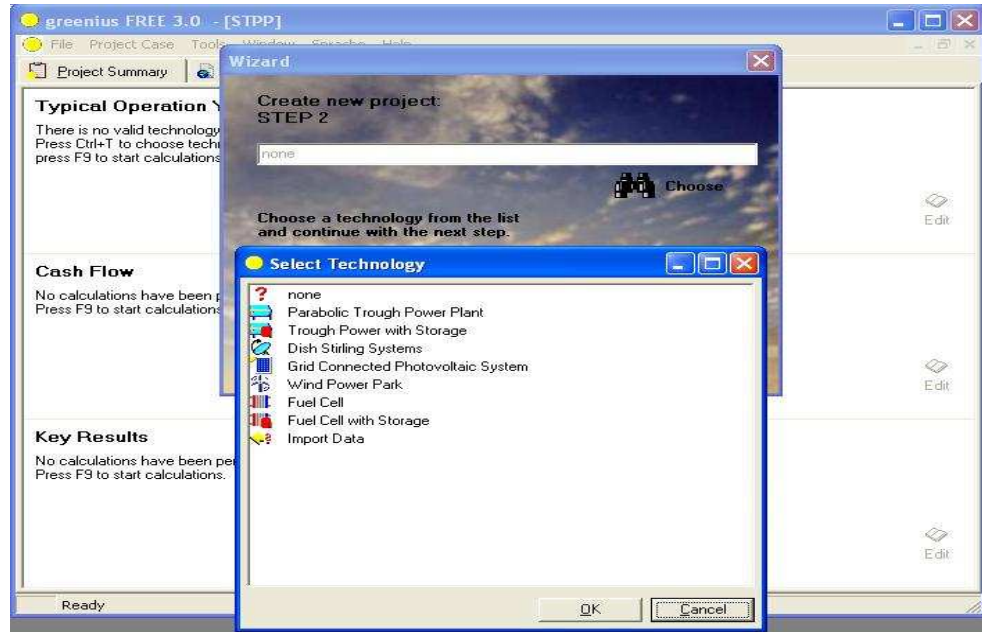 greenius FREE 3.0 - [STPP]
File Project Case Tools Window Sprache Help
Project Summary
Wizard
Typical Operation
There is no valid technology
Press Ctrl+T to choose
press F9 to start calculations
Create new project:
STEP 2
none
Choose
Choose a technology from the list
and continue with the next step.
Edit
Cash Flow
No calculations have been
Press F9 to start calculations
Edit
Key Results
No calculations have been
Press F9 to start calculations.
Edit
Select Technology
none
Parabolic Trough Power Plant
Trough Power with Storage
Dish Stirling Systems
Grid Connected Photovoltaic System
Wind Power Park
Fuel Cell
Fuel Cell with Storage
Import Data
OK
Cancel
Ready